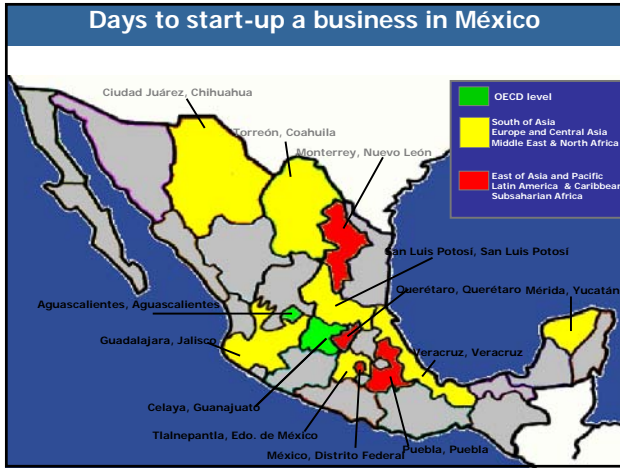 Days to start-up a business in México
Ciudad Juárez, Chihuahua
Torreón, Coahuila
Monterrey, Nuevo León
OECD level
South of Asia
Europe and Central Asia
Middle East & North Africa
East of Asia and Pacific
Latin America & Caribbean
Subsaharian Africa
San Luis Potosí, San Luis Potosí
Aguascalientes, Aguascalientes
Querétaro, Querétaro
Mérida, Yucatán
Guadalajara, Jalisco
Veracruz, Veracruz
Celaya, Guanajuato
Tlalnepantla, Edo. de México
México, Distrito Federal
Puebla, Puebla